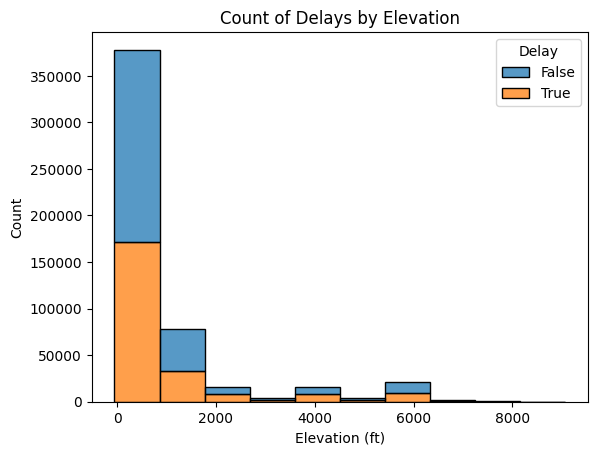 Count of Delays by Elevation
Delay
False
True
350000
300000
250000
200000
150000
100000
50000
0
Count
0 2000 4000 6000 8000
Elevation (ft)